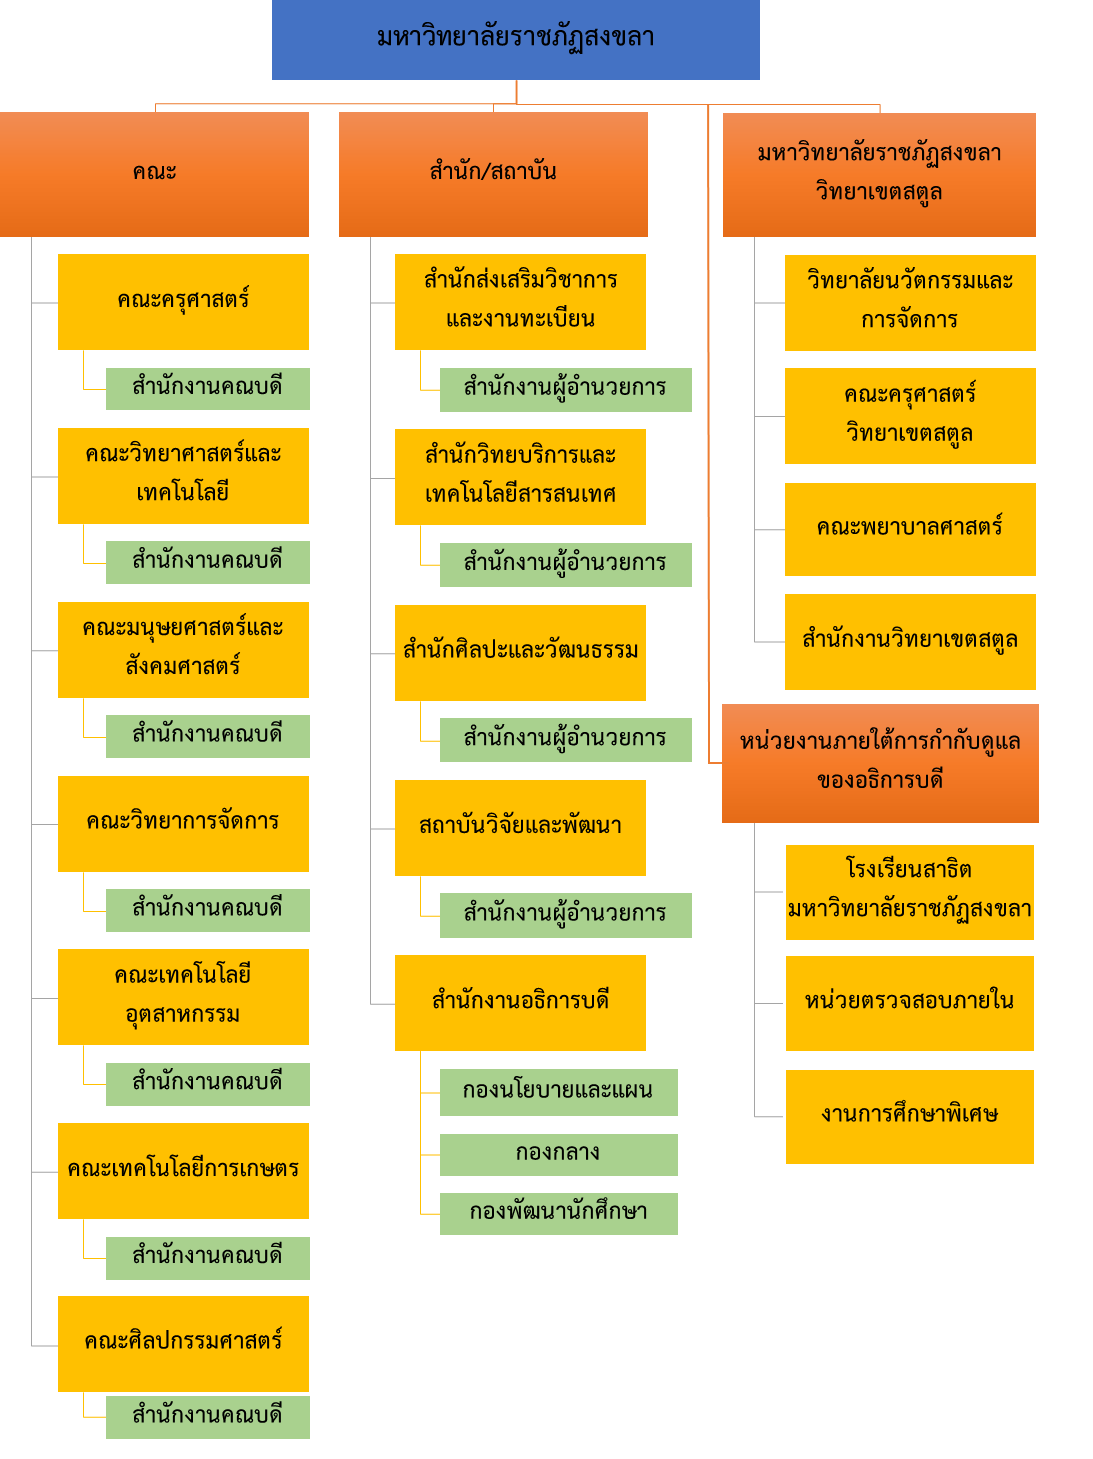 มหาวิทยาลัยราชภัฏสงขลา
คณะ
คณะครุศาสตร์
สำนักงานคณบดี
คณะวิทยาศาสตร์และ
เทคโนโลยี
สำนักงานคณบดี
คณะมนุษยศาสตร์และ
สังคมศาสตร์
สำนักงานคณบดี
คณะวิทยาการจัดการ
สำนักงานคณบดี
คณะเทคโนโลยี
อุตสาหกรรม
สำนักงานคณบดี
คณะเทคโนโลยีการเกษตร
สำนักงานคณบดี
คณะศิลปกรรมศาสตร์
สำนักงานคณบดี
สำนัก/สถาบัน
สำนักส่งเสริมวิชาการ
และงานทะเบียน
สำนักงานผู้อำนวยการ
สำนักวิทยบริการและ
เทคโนโลยีสารสนเทศ
สำนักงานผู้อำนวยการ
สำนักศิลปะและวัฒนธรรม
สำนักงานผู้อำนวยการ
สถาบันวิจัยและพัฒนา
สำนักงานผู้อำนวยการ
สำนักงานอธิการบดี
กองนโยบายและแผน
กองกลาง
กองพัฒนานักศึกษา
มหาวิทยาลัยราชภัฏสงขลา
วิทยาเขตสตูล
วิทยาลัยนวัตกรรมและ
การจัดการ
คณะครุศาสตร์
วิทยาเขตสตูล
คณะพยาบาลศาสตร์
สำนักงานวิทยาเขตสตูล
หน่วยงานภายใต้การกำกับดูแล
ของอธิการบดี
โรงเรียนสาธิต
มหาวิทยาลัยราชภัฏสงขลา
หน่วยตรวจสอบภายใน
งานการศึกษาพิเศษ